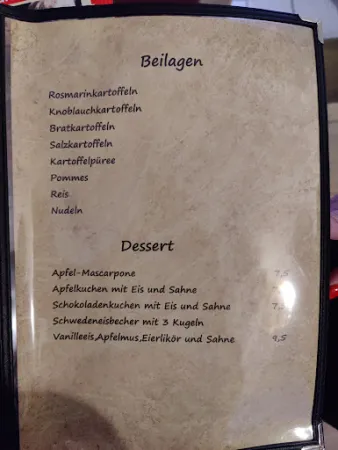 Beilagen
Rosmarinkartoffeln
Knoblauchkartoffeln
Bratkartoffeln
Salzkartoffeln
Kartoffelpüree
Pommes
Reis
Nudeln
Dessert
Apfel-Mascarpone
Apfelkuchen mit Eis und Sahne
Schokoladenkuchen mit Eis und Sahne
Schwedeneisbecher mit 3 Kugeln
Vanilleeis,Apfelmus,Eierlikör und Sahne 9,5